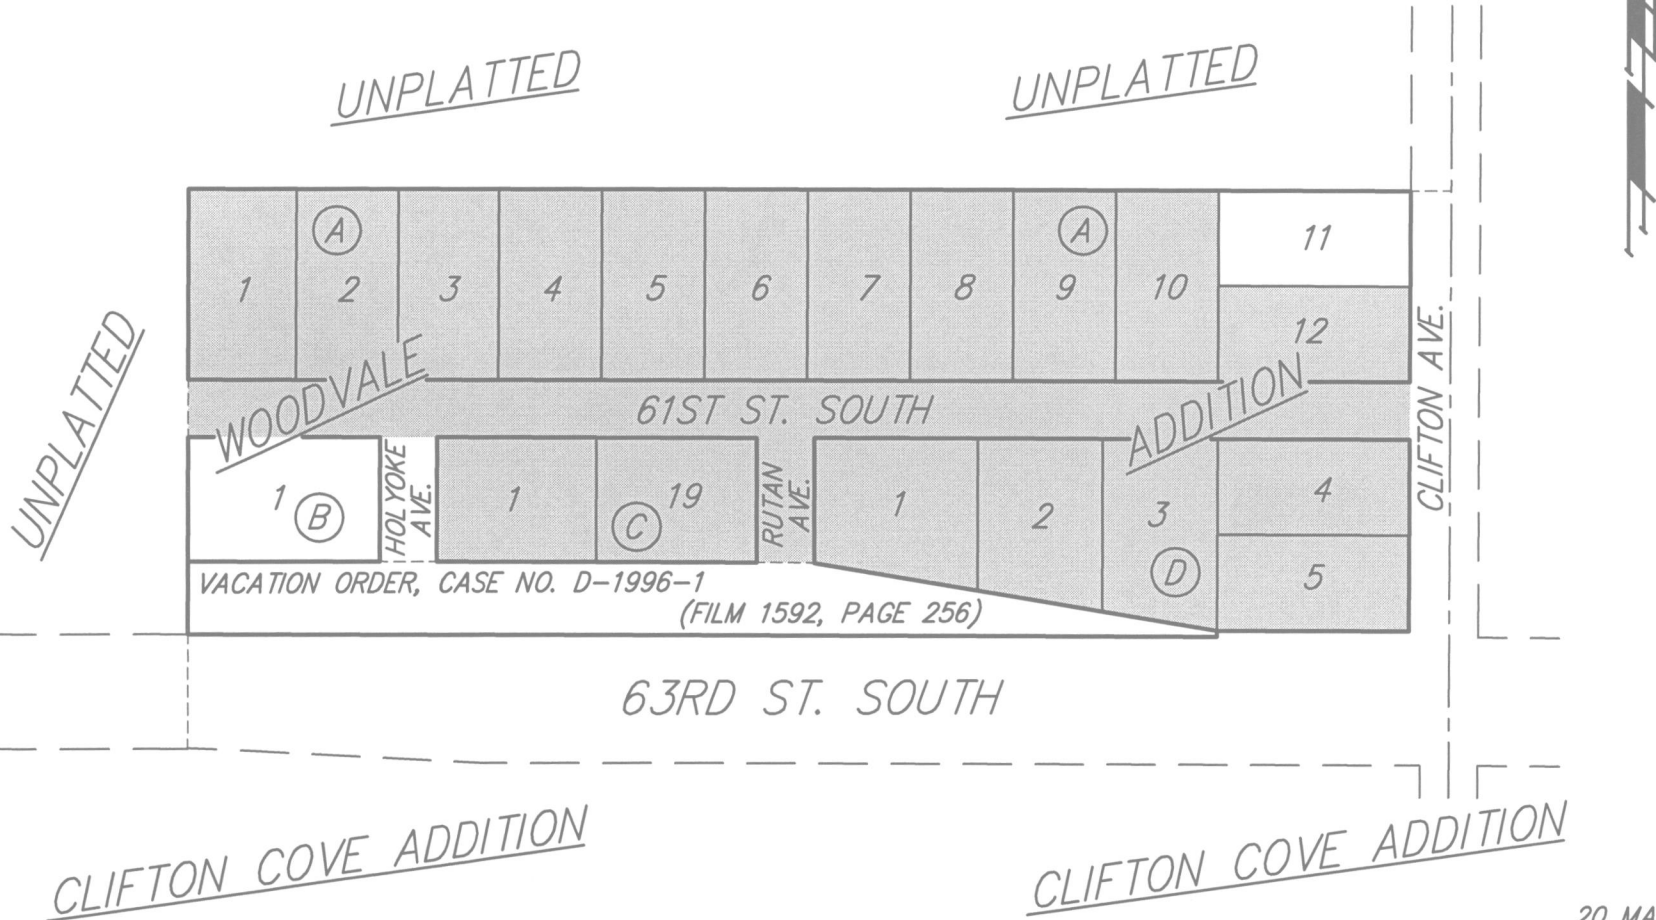 UNPLATTED
UNPLATTED
A
A
11
1
2
3
4
5
6
7
8
9
10
12
UNPLATTED
WOODVALE
ADDITION
61ST ST. SOUTH
CLIFTON AVE.
1
B
HOLYOKE
AVE.
1
19
C
RUTAN
AVE.
1
2
3
D
4
5
VACATION ORDER, CASE NO. D-1996-1
(FILM 1592, PAGE 256)
63RD ST. SOUTH
CLIFTON COVE ADDITION
CLIFTON COVE ADDITION